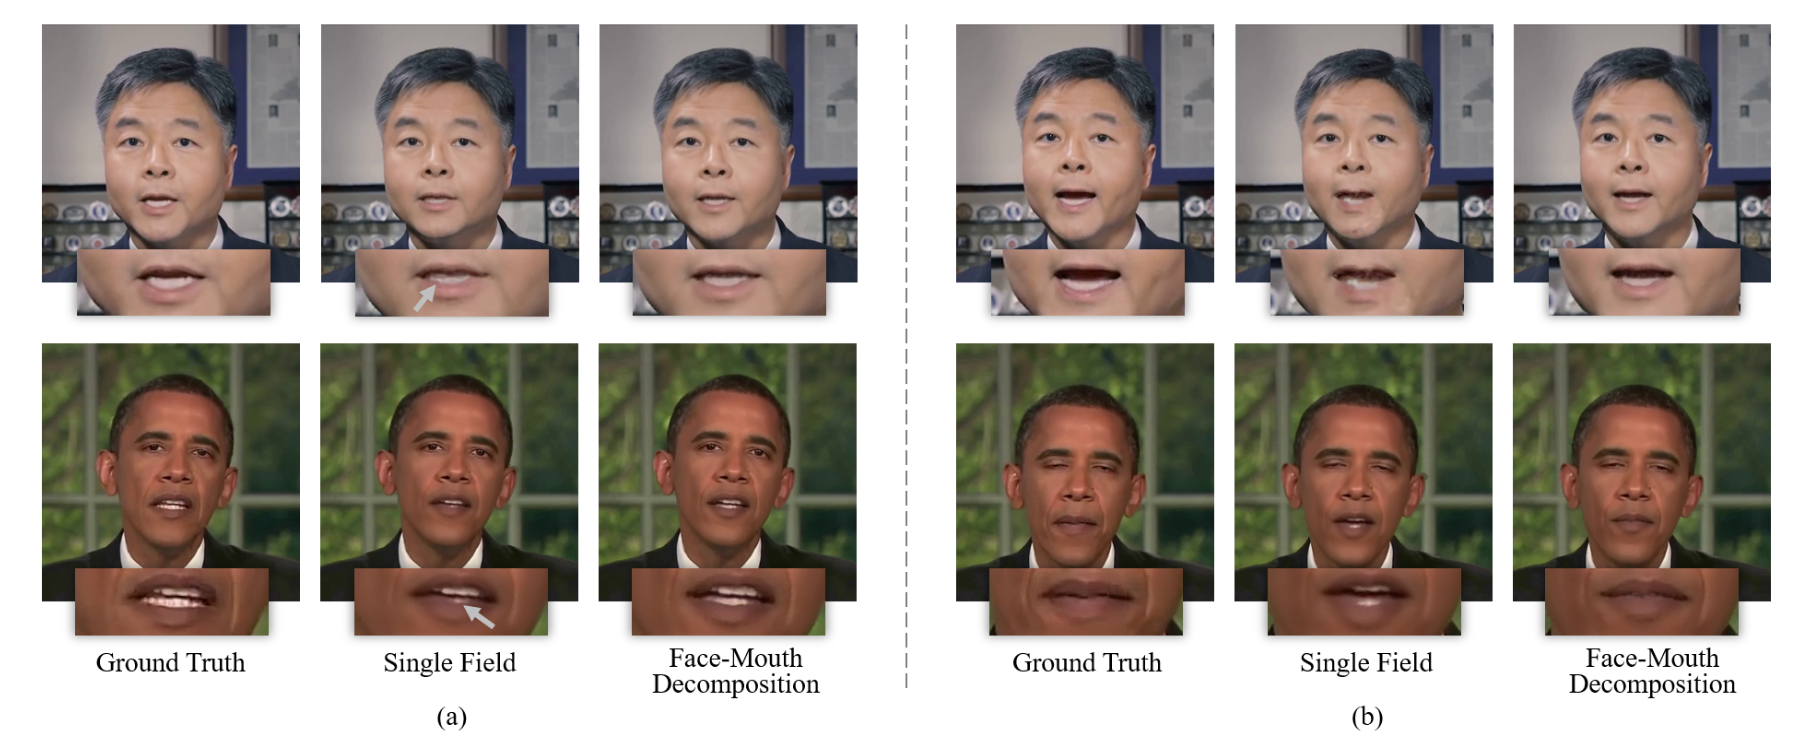 Ground Truth
Single Field
Face-Mouth
Decomposition
(a)
Ground Truth
Single Field
Face-Mouth
Decomposition
(b)